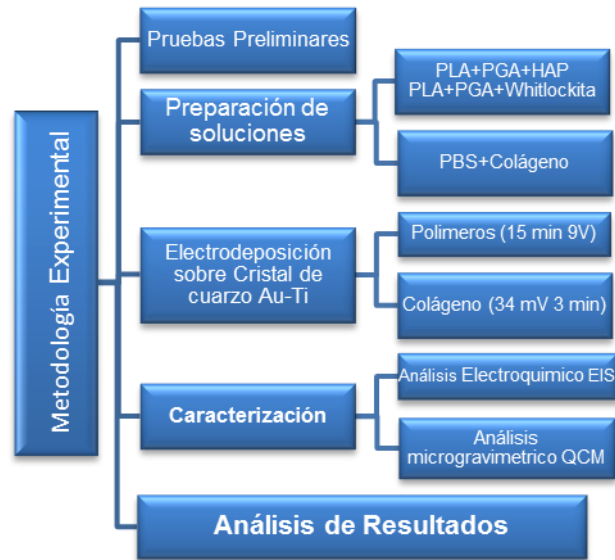 Metodología Experimental
Pruebas Preliminares
Preparación de
soluciones
PLA+PGA+HAP
PLA+PGA+Whitlockita
PBS+Colágeno
Electrodeposición
sobre Cristal de
cuarzo Au-Ti
Polimeros (15 min 9V)
Colágeno (34 mV 3 min)
Caracterización
Análisis Electroquimico EIS
Análisis
microgravimetrico QCM
Análisis de Resultados